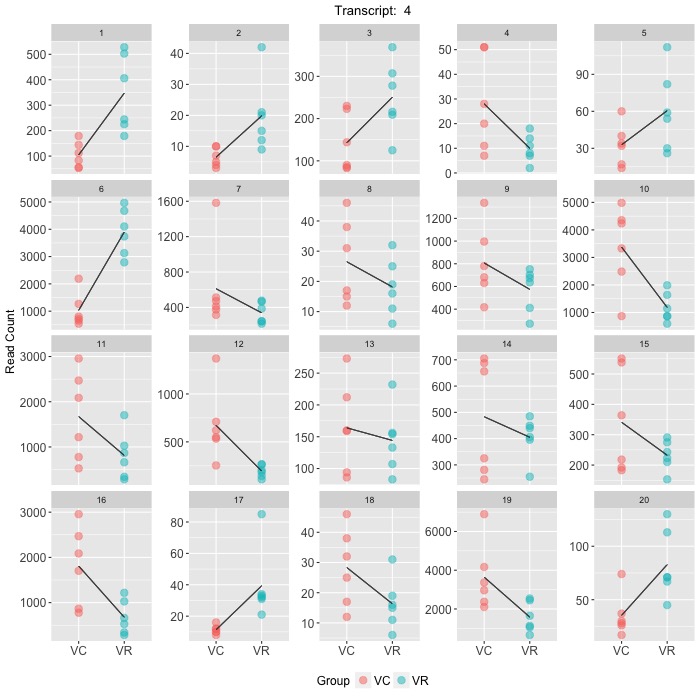 Transcript: 4
1 2 3 4 5
500 400 300 200 100
40 30 20 10
300 200 100
50 40 30 20 10 0
90 60 30
6 7 8 9 10
5000 4000 3000 2000 1000
1600 1200 800 400
40 30 20 10
1200 1000 800 600 400
5000 4000 3000 2000 1000
Read Count
11 12 13 14 15
3000 2000 1000
1000 500
250 200 150 100
700 600 500 400 300
500 400 300 200
16 17 18 19 20
3000 2000 1000
80 60 40 20
40 30 20 10
6000 4000 2000
100 50
VC VR VC VR VC VR VC VR VC VR
Group VC VR